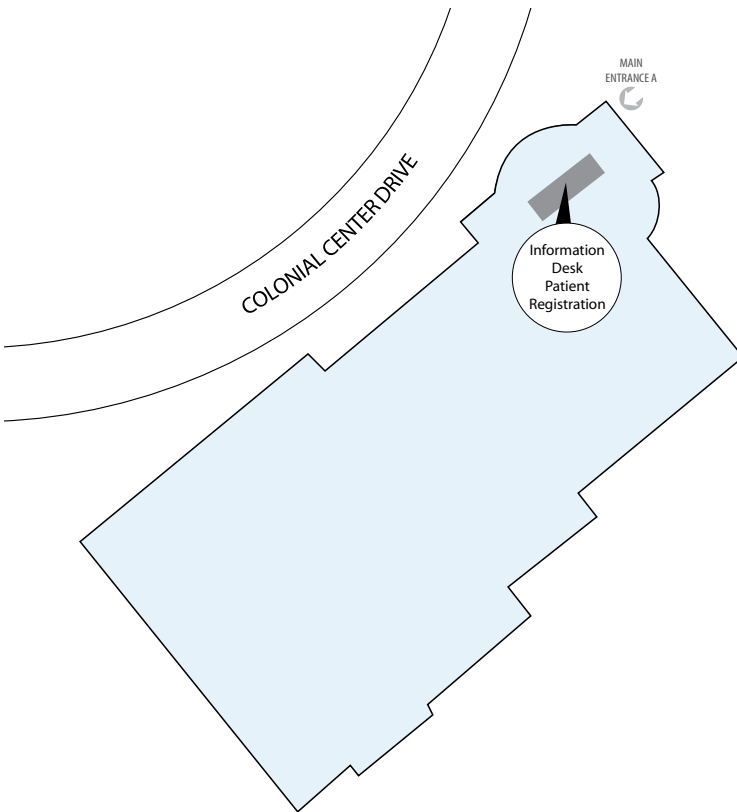 MAIN
ENTRANCE A
COLONIAL CENTER DRIVE
Information
Desk
Patient
Registration